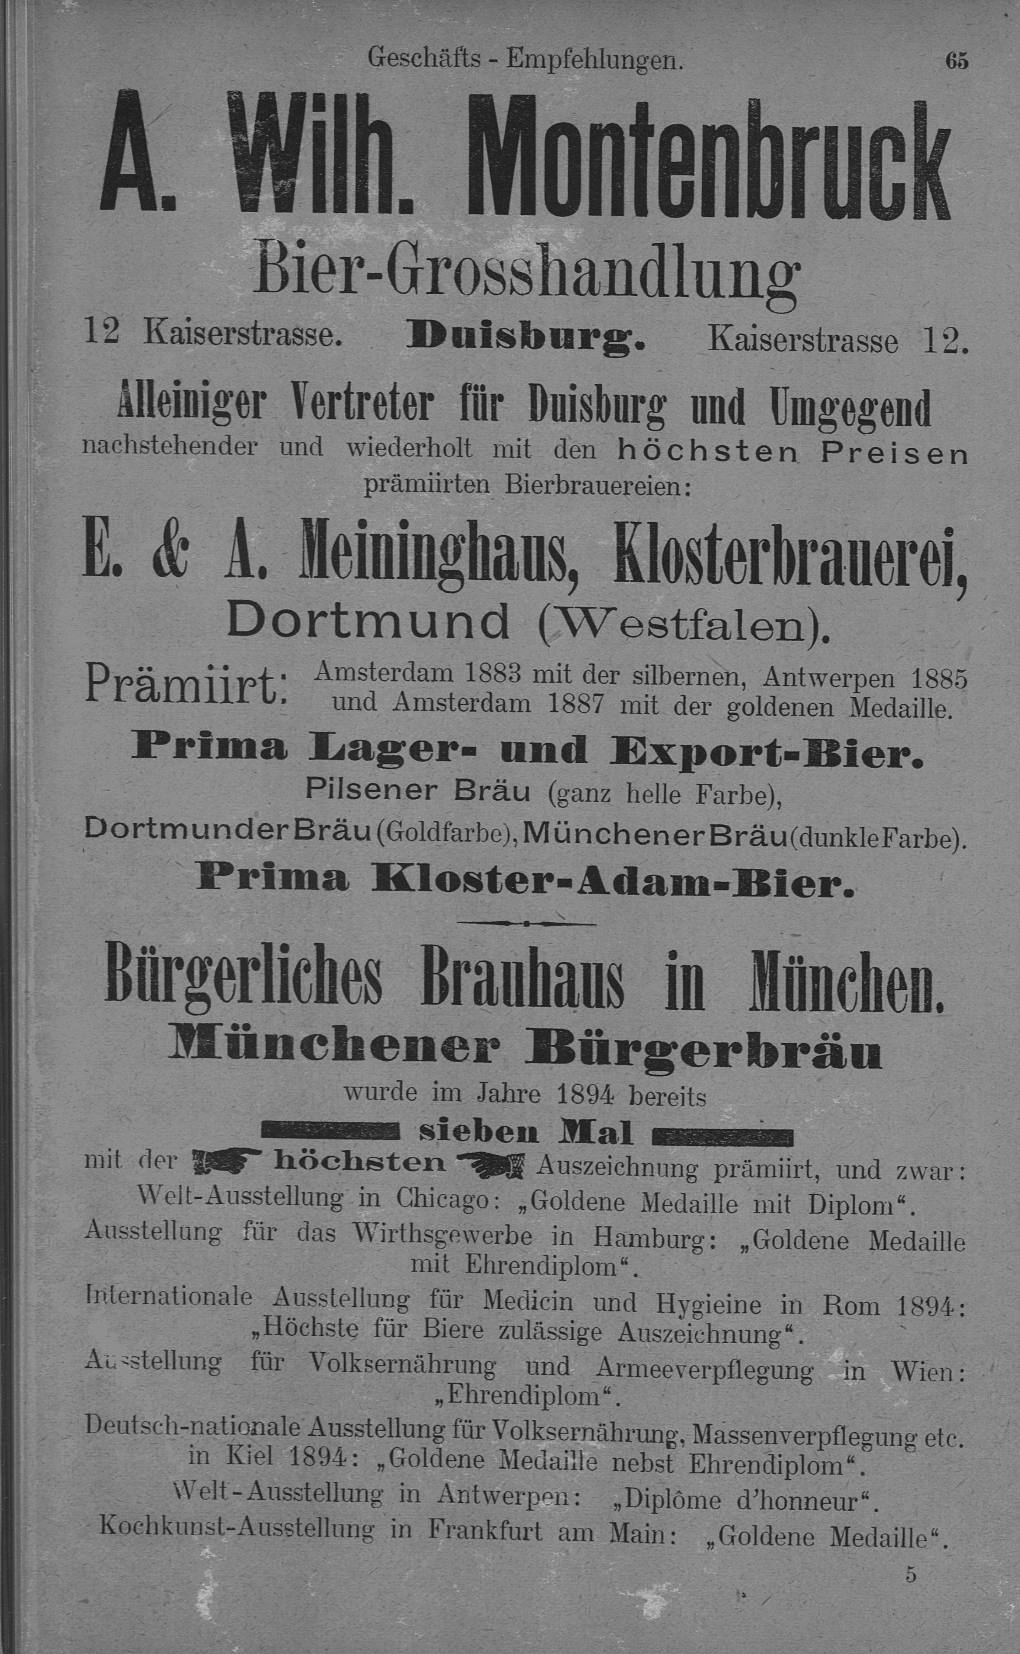 Geschäfts - Empfehlungen. 65
A. Wilh. Montenbruck
Bier-Grosshandlung
12 Kaiserstrasse. Duisburg. Kaiserstrasse 12.
Alleiniger Vertreter für Duisburg und Umgegend
nachstehender und wiederholt mit den höchsten Preisen
prämiirten Bierbrauereien:
E. & A. Meininghaus, Klosterbrauerei,
Dortmund (Westfalen).
Prämiirt: Amsterdam 1883 mit der silbernen, Antwerpen 1885
und Amsterdam 1887 mit der goldenen Medaille.
Prima Lager- und Export-Bier.
Pilsener Bräu (ganz helle Farbe),
Dortmunder Bräu (Goldfarbe), Münchener Bräu (dunkle Farbe).
Prima Kloster-Adam-Bier.
Bürgerliches Brauhaus in München.
Münchener Bürgerbräu
wurde im Jahre 1894 bereits
sieben Mal
mit der höchsten Auszeichnung prämiirt, und zwar:
Welt-Ausstellung in Chicago: „Goldene Medaille mit Diplom“.
Ausstellung für das Wirthsgewerbe in Hamburg: „Goldene Medaille
mit Ehrendiplom“.
Internationale Ausstellung für Medicin und Hygieine in Rom 1894:
„Höchste für Biere zulässige Auszeichnung“.
Ausstellung für Volksernährung und Armeeverpflegung in Wien:
„Ehrendiplom“.
Deutsch-nationale Ausstellung für Volksernährung, Massenverpflegung etc.
in Kiel 1894: „Goldene Medaille nebst Ehrendiplom“.
Welt-Ausstellung in Antwerpen: „Diplôme d'honneur“.
Kochkunst-Ausstellung in Frankfurt am Main: „Goldene Medaille“.
5